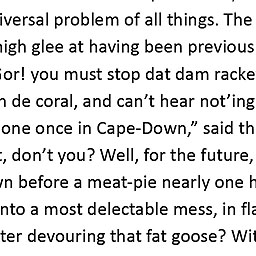 iversal problem of all things. The
high glee at having been previous
Gor! you must stop dat dam racke
n de coral, and can’t hear not’ing
one once in Cape-Down,” said th
t, don’t you? Well, for the future,
wn before a meat-pie nearly one h
nto a most delectable mess, in fla
ter devouring that fat goose? Wit